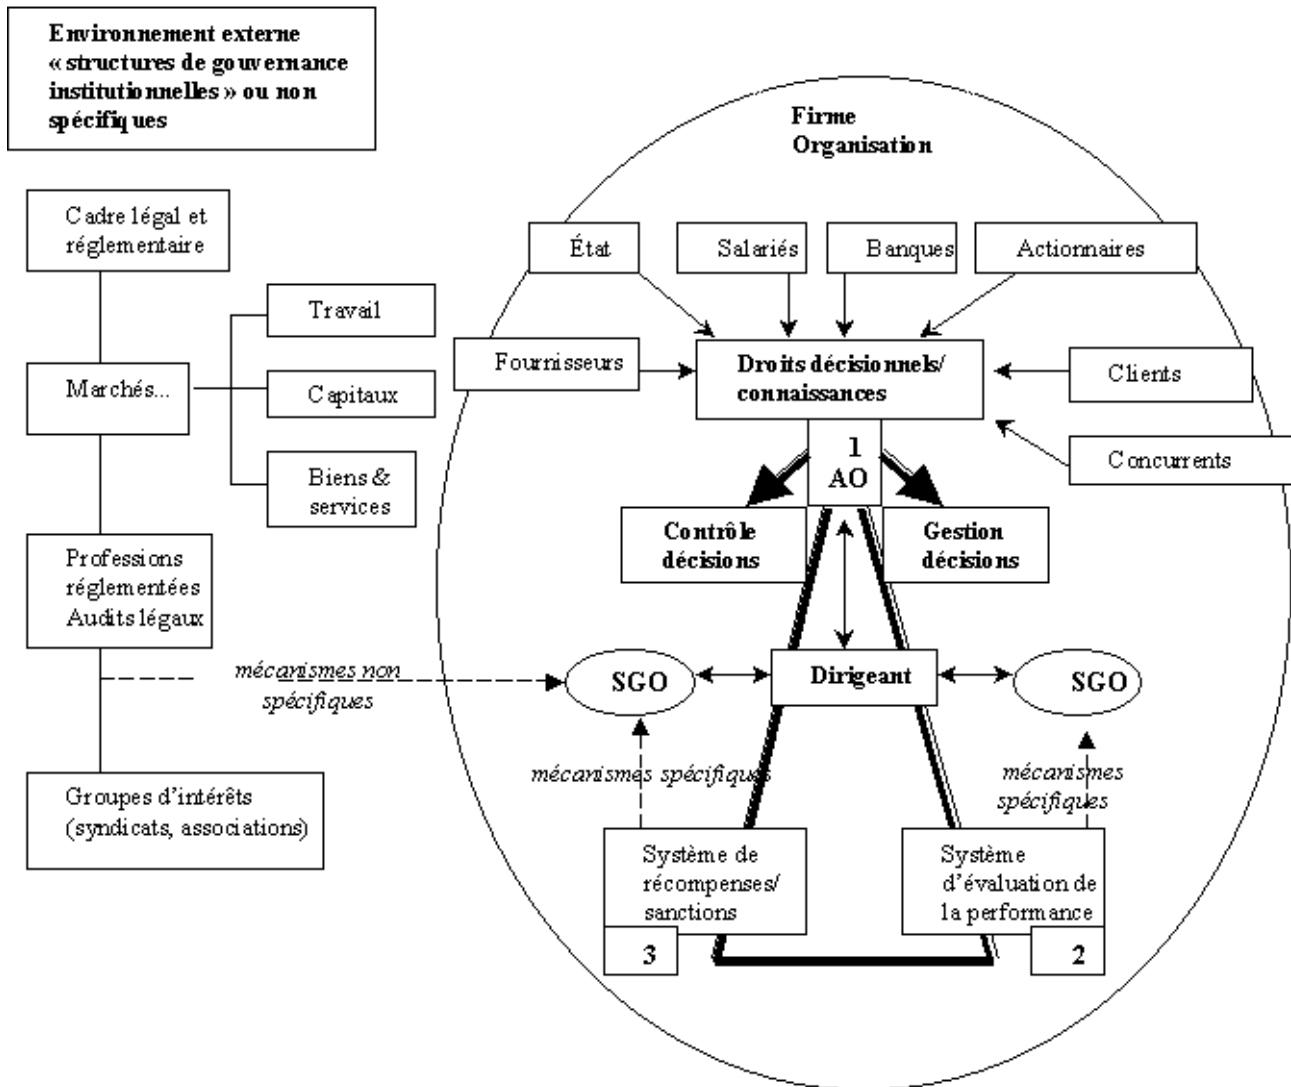 Environnement externe
« structures de gouvernance
institutionnelles » ou non
spécifiques
Firme
Organisation
Cadre légal et
réglementaire
État
Salariés
Banques
Actionnaires
Travail
Fournisseurs
Droits décisionnels/
connaissances
Clients
Marchés...
Capitaux
Concurrents
1
AO
Biens &
services
Contrôle
décisions
Gestion
décisions
Professions
réglementées
Audits légaux
mécanismes non
spécifiques
SGO
Dirigeant
SGO
mécanismes spécifiques
mécanismes
spécifiques
Groupes d'intérêts
(syndicats, associations)
Système de
récompenses/
sanctions
3
Système
d'évaluation de
la performance
2